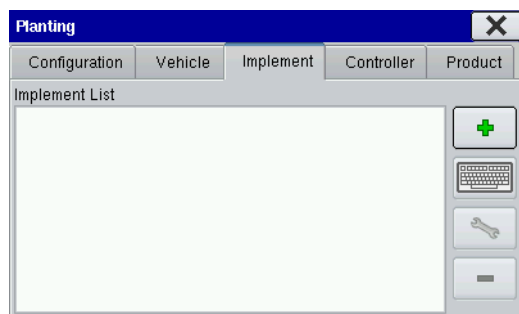 Planting
Configuration Vehicle Implement Controller Product
Implement List